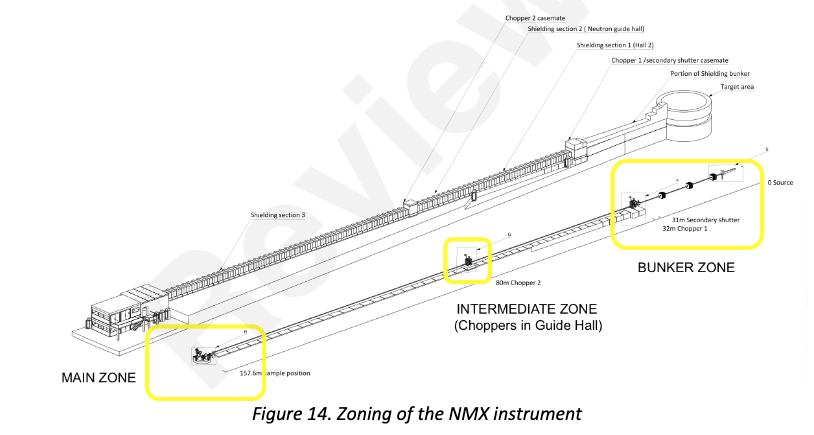 Chopper 2 casemate
Shielding section 2 ( Neutron guide hall)
Shielding section 1 (Hall 2)
Chopper 1 /secondary shutter casemate
Portion of Shielding bunker
Target area
Review
0 Source
31m Secondary shutter
32m Chopper 1
Shielding section 3
G
BUNKER ZONE
80m Chopper 2
INTERMEDIATE ZONE
(Choppers in Guide Hall)
H
157.6m Sample position
MAIN ZONE
Figure 14. Zoning of the NMX instrument